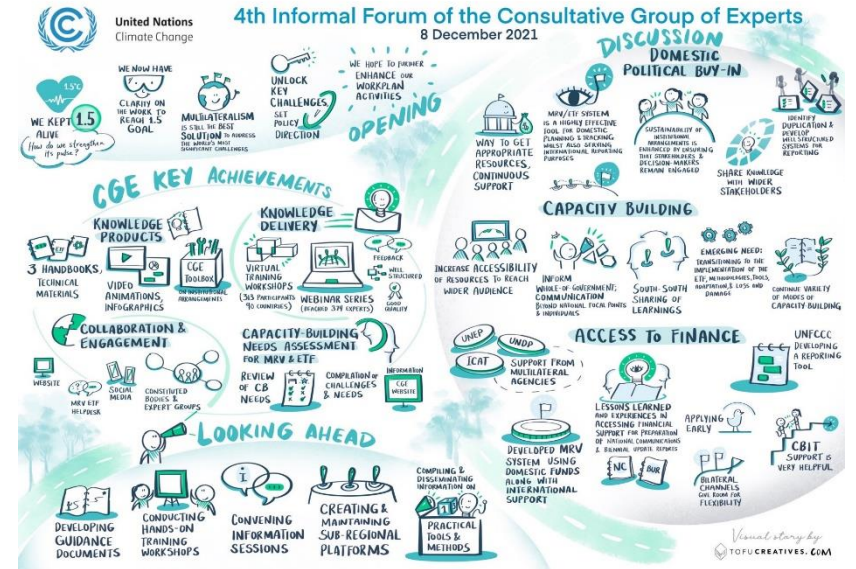 United Nations
Climate Change
4th Informal Forum of the Consultative Group of Experts
8 December 2021
1.5°C
WE KEPT 1.5
ALIVE
How do we strengthen
its pulse?
WE NOW HAVE
CLARITY ON
THE WORK TO
REACH 1.5
GOAL
MULTILATERALISM
IS STILL THE BEST
SOLUTION TO ADDRESS
THE WORLD'S MOST
SIGNIFICANT CHALLENGES
UNLOCK
KEY
CHALLENGES,
SET
POLICY
DIRECTION
WE HOPE TO FURTHER
ENHANCE OUR
WORKPLAN
ACTIVITIES
OPENING
CGE KEY ACHIEVEMENTS
KNOWLEDGE
PRODUCTS
3 HANDBOOKS,
TECHNICAL
MATERIALS
VIDEO
ANIMATIONS,
INFOGRAPHICS
CGE
TOOLBOX
ON INSTITUTIONAL
ARRANGEMENTS
KNOWLEDGE
DELIVERY
VIRTUAL
TRAINING
WORKSHOPS
(363 PARTICIPANTS
90 COUNTRIES)
WEBINAR SERIES
FEEDBACK
WELL
STRUCTURED
GOOD
QUALITY
COLLABORATION &
ENGAGEMENT
WEBSITE
MRV ETF
HELPDESK
SOCIAL
MEDIA
CONSTITUTED
BODIES &
EXPERT GROUPS
CAPACITY-BUILDING
NEEDS ASSESSMENT
FOR MRV & ETF
REVIEW
OF CB
NEEDS
COMPILATION OF
CHALLENGES
& NEEDS
INFORMATION
CGE
WEBSITE
LOOKING AHEAD
DEVELOPING
GUIDANCE
DOCUMENTS
CONDUCTING
HANDS-ON
TRAINING
WORKSHOPS
CONVENING
INFORMATION
SESSIONS
CREATING &
MAINTAINING
SUB-REGIONAL
PLATFORMS
COMPILING &
DISSEMINATING
INFORMATION ON
PRACTICAL
TOOLS &
METHODS
DISCUSSION
DOMESTIC
POLITICAL BUY-IN
WAY TO GET
APPROPRIATE
RESOURCES,
CONTINUOUS
SUPPORT
MRV/ETF SYSTEM
IS A HIGHLY EFFECTIVE
TOOL FOR DOMESTIC
PLANNING & TRACKING
WHILST ALSO SERVING
INTERNATIONAL REPORTING
PURPOSES
SUSTAINABILITY OF
INSTITUTIONAL
ARRANGEMENTS IS
ENHANCED BY ENSURING
THAT STAKEHOLDERS &
DECISION-MAKERS
REMAIN ENGAGED
SHARE KNOWLEDGE
WITH WIDER
STAKEHOLDERS
IDENTIFY
DUPLICATION &
DEVELOP
WELL STRUCTURED
SYSTEMS FOR
REPORTING
CAPACITY BUILDING
INCREASE ACCESSIBILITY
OF RESOURCES TO REACH
WIDER AUDIENCE
INFORM
WHOLE-OF GOVERNMENT;
COMMUNICATION
BEYOND NATIONAL FOCAL POINTS
& INDIVIDUALS
SOUTH-SOUTH
SHARING OF
LEARNINGS
EMERGING NEED:
TRANSITIONING TO THE
IMPLEMENTATION OF THE
ETF, METHODOLOGIES, TOOLS,
ADAPTATION, & LOSS AND
DAMAGE
CONTINUE VARIETY
OF MODES OF
CAPACITY BUILDING
ACCESS TO FINANCE
UNEP
UNDP
ICAT
SUPPORT FROM
MULTILATERAL
AGENCIES
DEVELOPED MRV
SYSTEM USING
DOMESTIC FUNDS
ALONG WITH
INTERNATIONAL
SUPPORT
LESSONS LEARNED
AND EXPERIENCES IN
ACCESSING FINANCIAL
SUPPORT FOR PREPARATION
OF NATIONAL COMMUNICATIONS
& BIENNIAL UPDATE REPORTS
NC
BUR
APPLYING
EARLY
BILATERAL
CHANNELS
GIVE ROOM FOR
FLEXIBILITY
UNFCCC
DEVELOPING
A REPORTING
TOOL
CBIT
SUPPORT IS
VERY HELPFUL
Visual story by
TOFUCREATIVES.COM